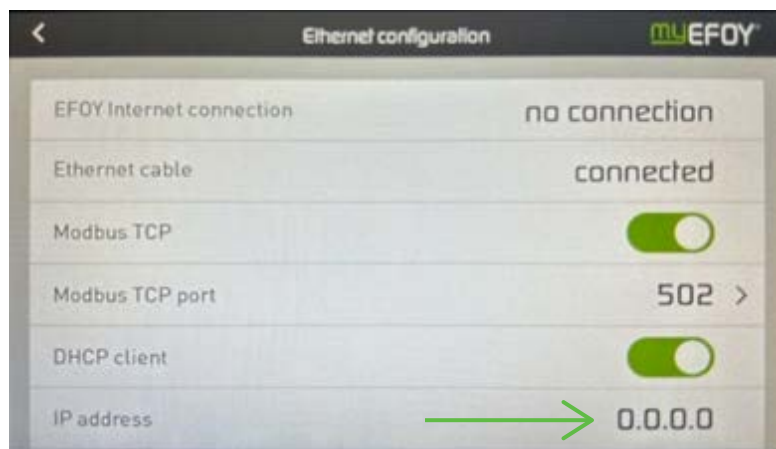 Ethernet configuration myEFOY
EFOY Internet connection no connection
Ethernet cable connected
Modbus TCP
Modbus TCP port 502 >
DHCP client
IP address 0.0.0.0